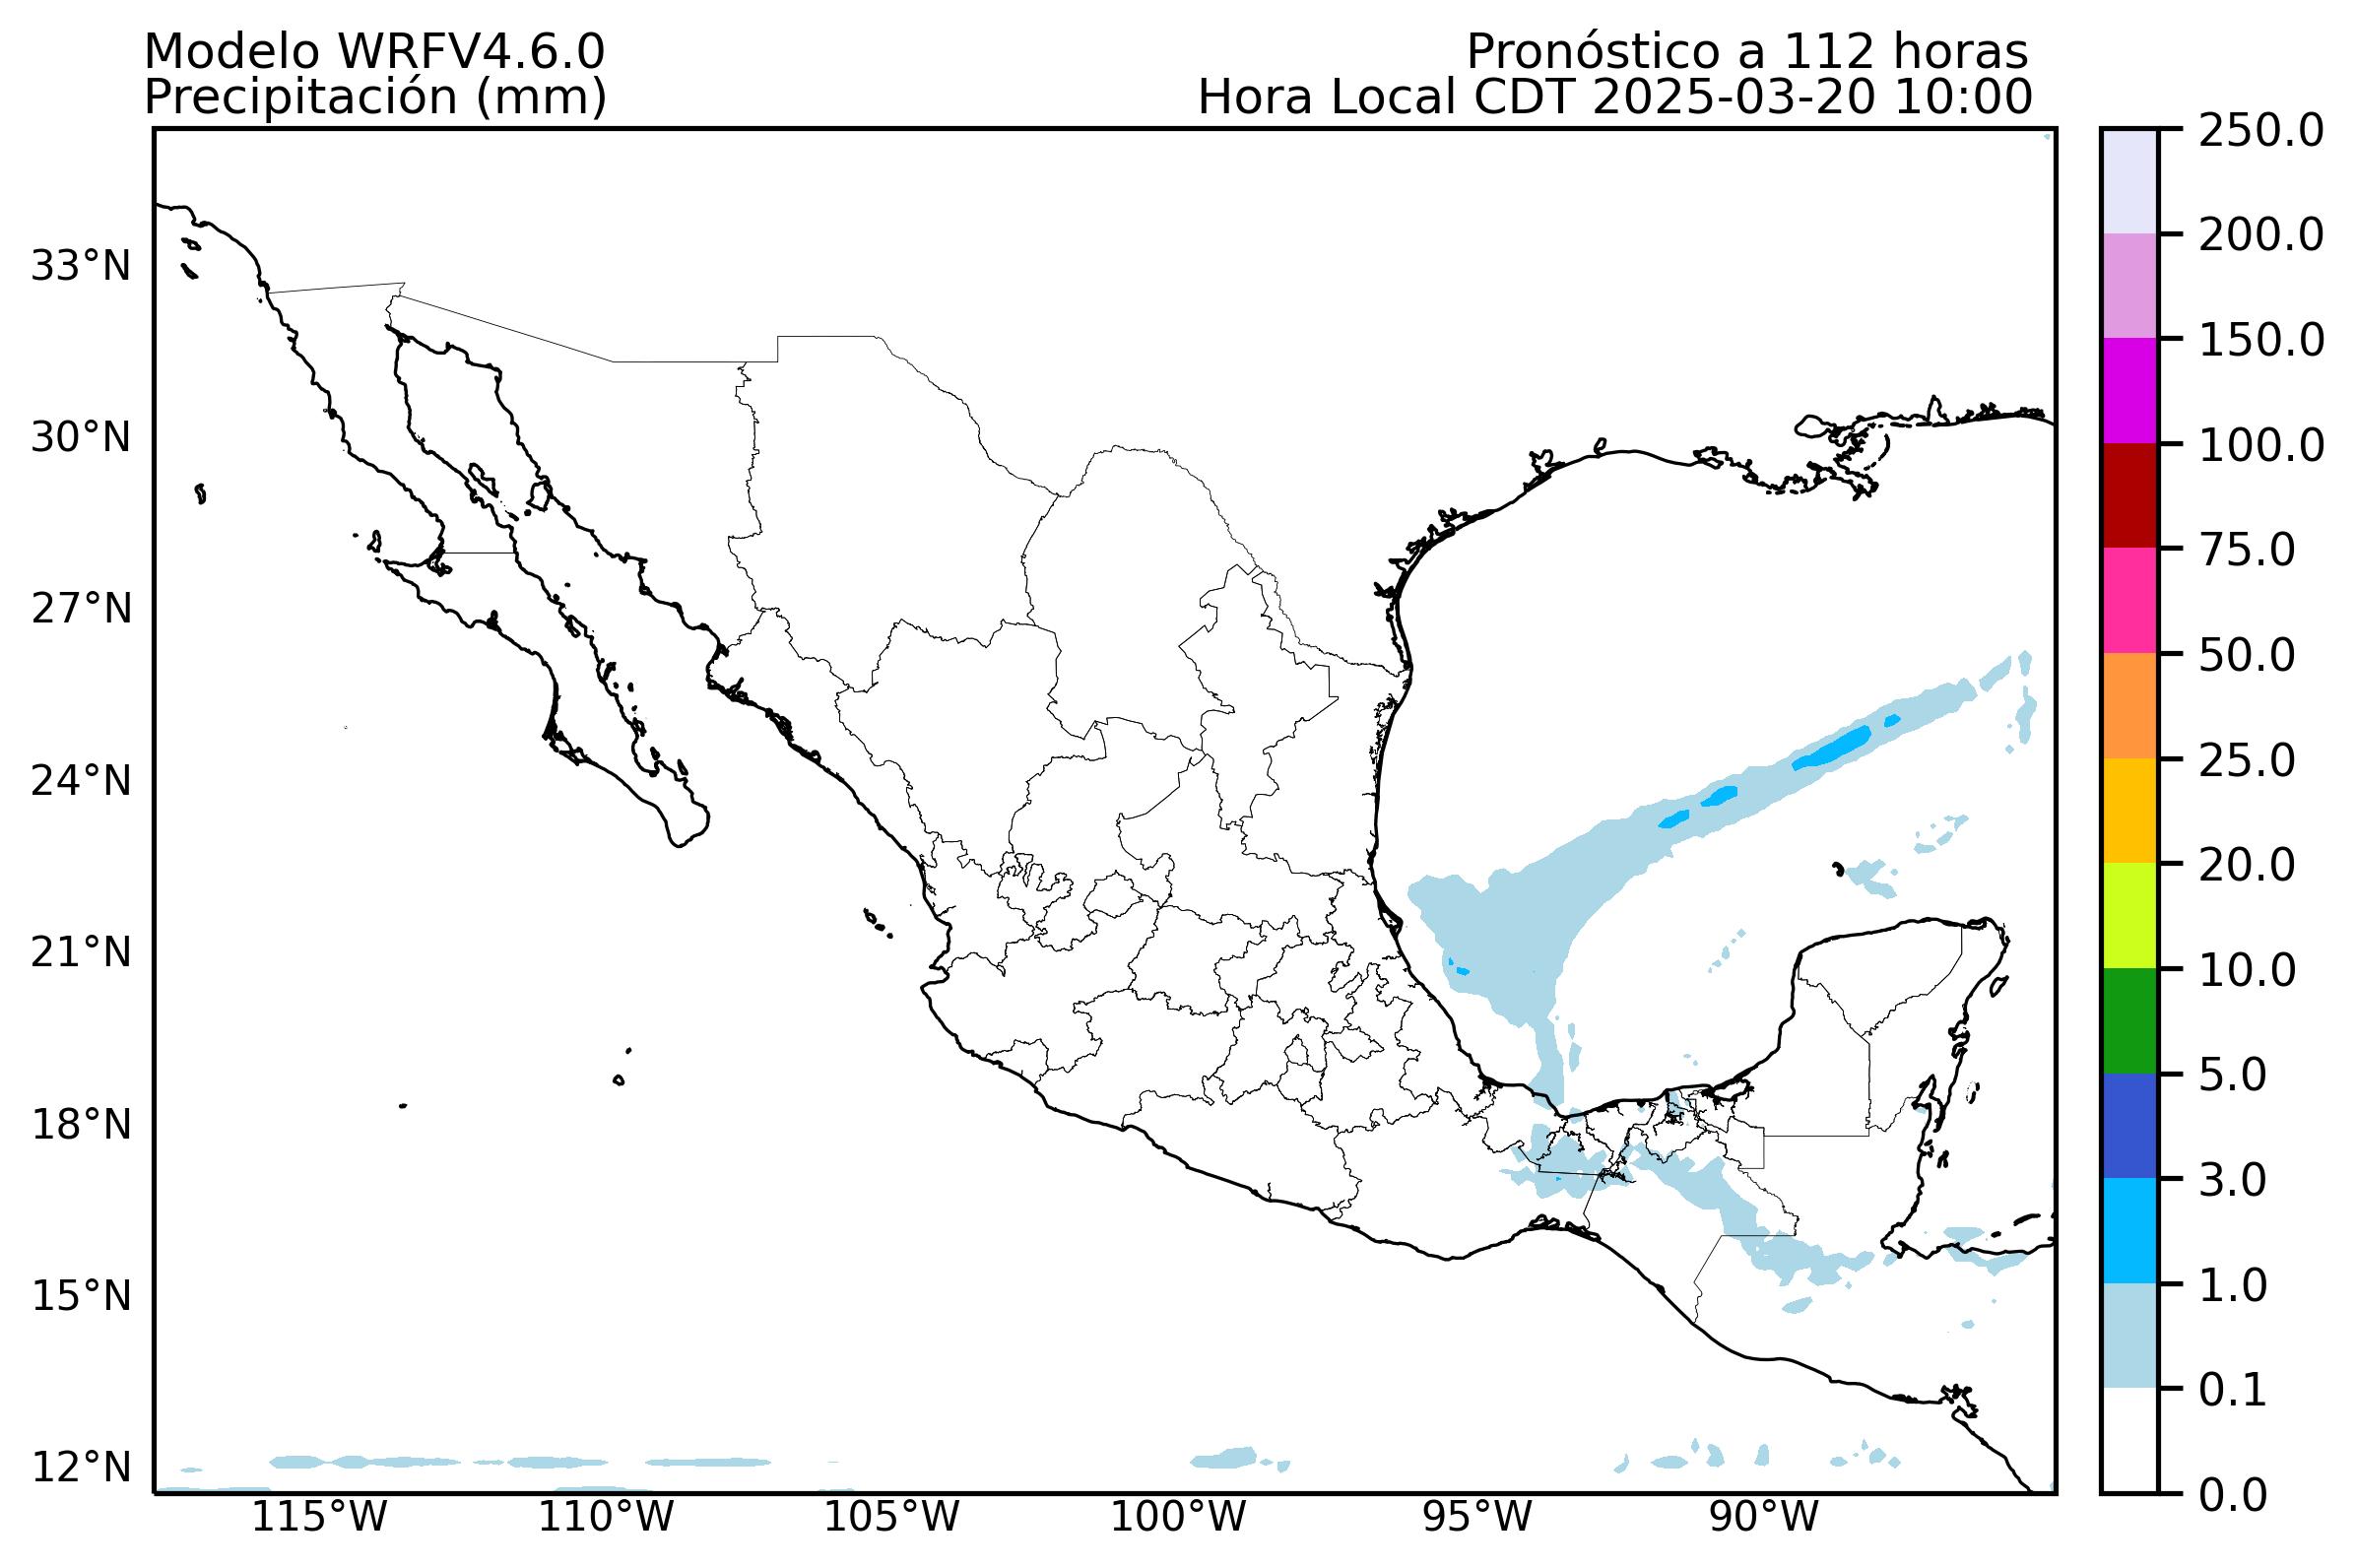 Modelo WRFV4.6.0
Precipitación (mm)
Pronóstico a 112 horas
Hora Local CDT 2025-03-20 10:00
33°N
30°N
27°N
24°N
21°N
18°N
15°N
12°N
115°W
110°W
105°W
100°W
95°W
90°W
250.0
200.0
150.0
100.0
75.0
50.0
25.0
20.0
10.0
5.0
3.0
1.0
0.1
0.0